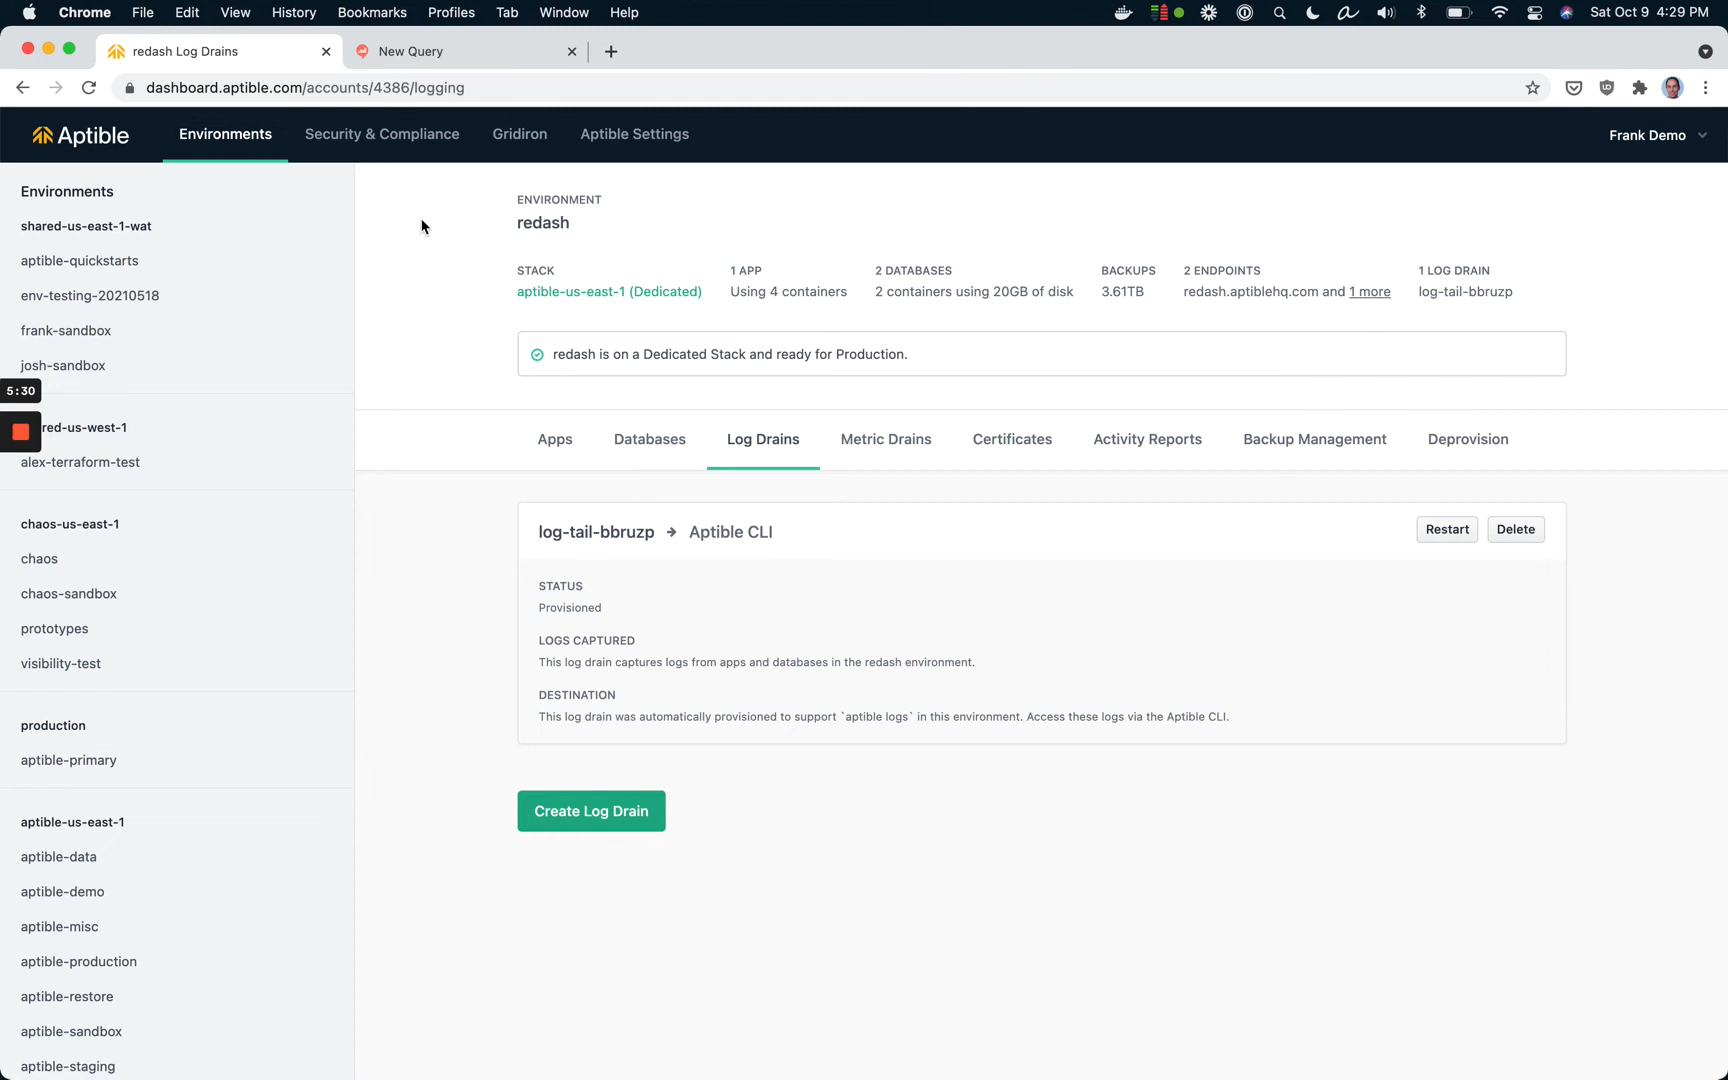 Chrome File Edit View History Bookmarks Profiles Tab Window Help Sat Oct 9 4:29 PM
redash Log Drains New Query
dashboard.aptible.com/accounts/4386/logging
Aptible Environments Security & Compliance Gridiron Aptible Settings Frank Demo
Environments
shared-us-east-1-wat
aptible-quickstarts
env-testing-20210518
frank-sandbox
josh-sandbox
5:30
red-us-west-1
alex-terraform-test
chaos-us-east-1
chaos
chaos-sandbox
prototypes
visibility-test
production
aptible-primary
aptible-us-east-1
aptible-data
aptible-demo
aptible-misc
aptible-production
aptible-restore
aptible-sandbox
aptible-staging
ENVIRONMENT
redash
STACK 1 APP 2 DATABASES BACKUPS 2 ENDPOINTS 1 LOG DRAIN
aptible-us-east-1 (Dedicated) Using 4 containers 2 containers using 20GB of disk 3.61TB redash.aptiblehq.com and 1 more log-tail-bbruzp
redash is on a Dedicated Stack and ready for Production.
Apps Databases Log Drains Metric Drains Certificates Activity Reports Backup Management Deprovision
log-tail-bbruzp → Aptible CLI Restart Delete
STATUS
Provisioned
LOGS CAPTURED
This log drain captures logs from apps and databases in the redash environment.
DESTINATION
This log drain was automatically provisioned to support `aptible logs` in this environment. Access these logs via the Aptible CLI.
Create Log Drain